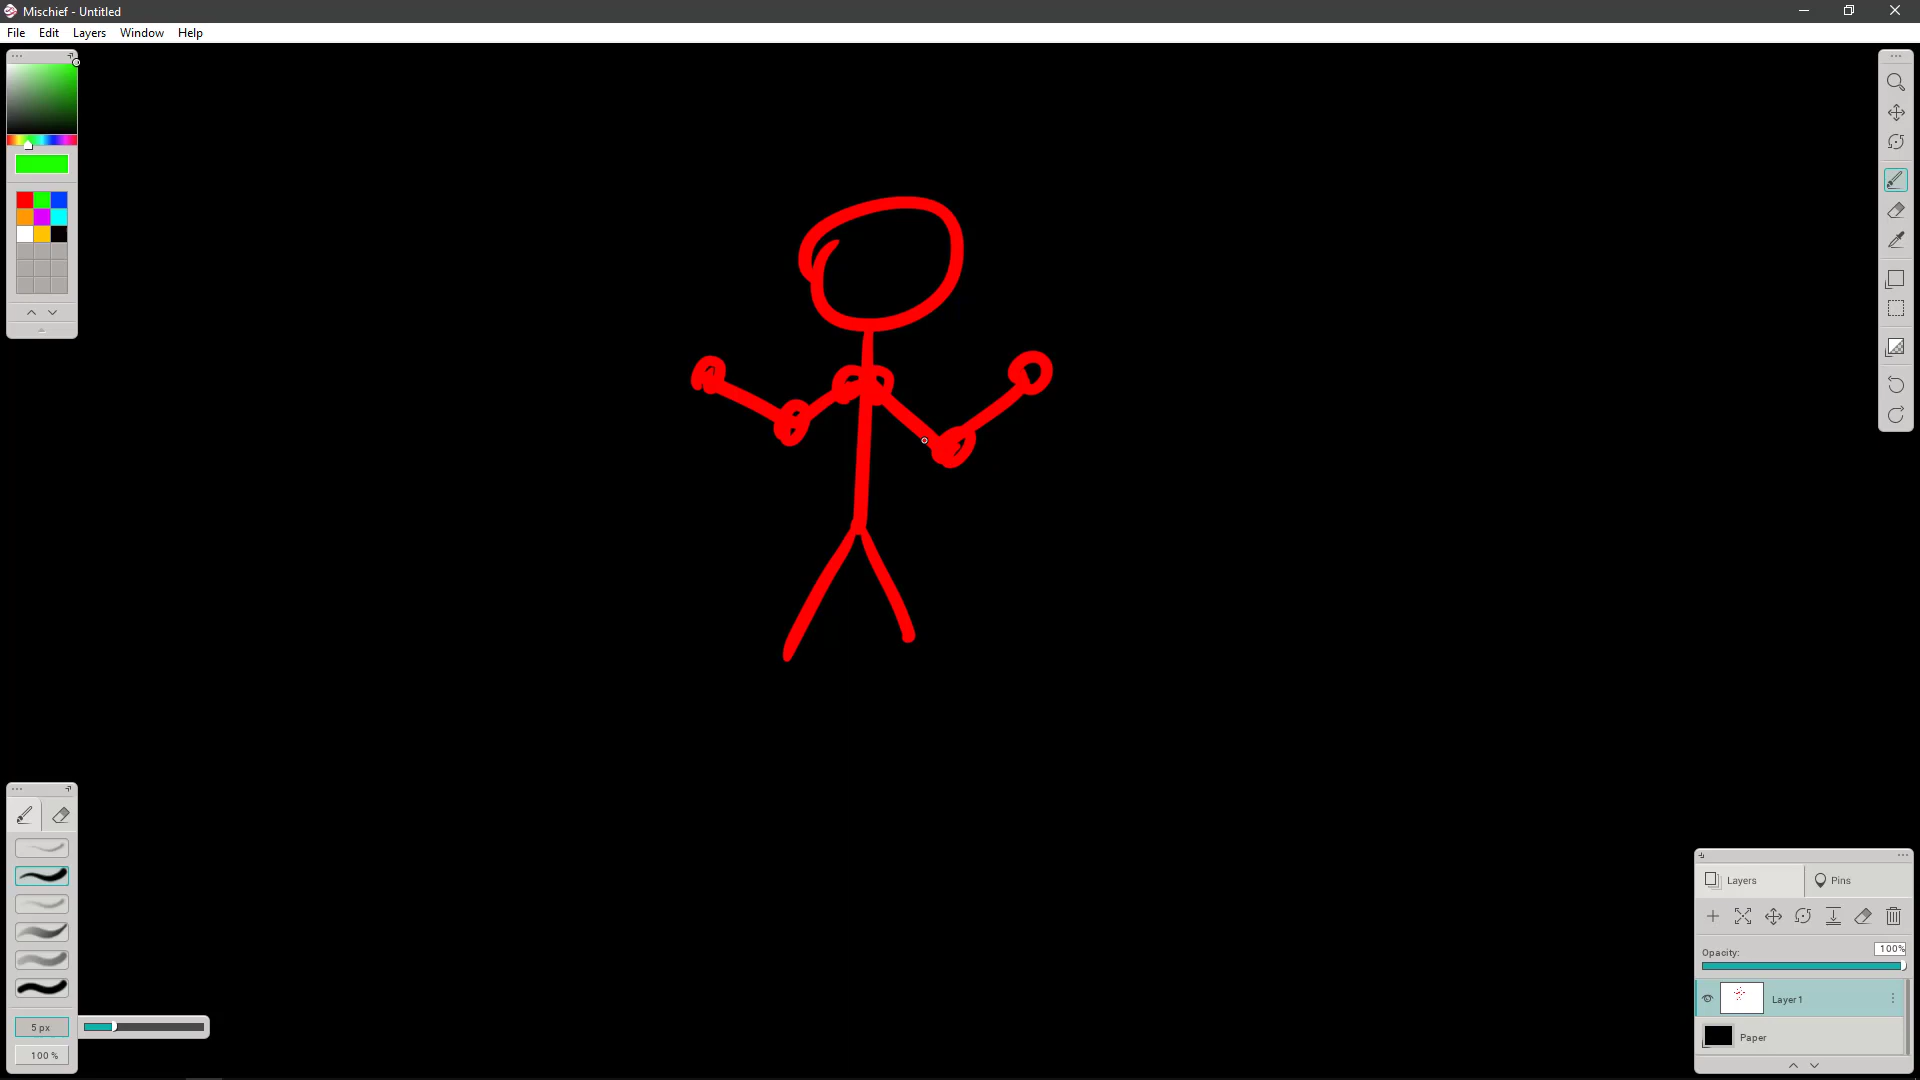 Mischief - Untitled
File Edit Layers Window Help
5 px
100 %
Layers Pins
Opacity: 100%
Layer 1
Paper